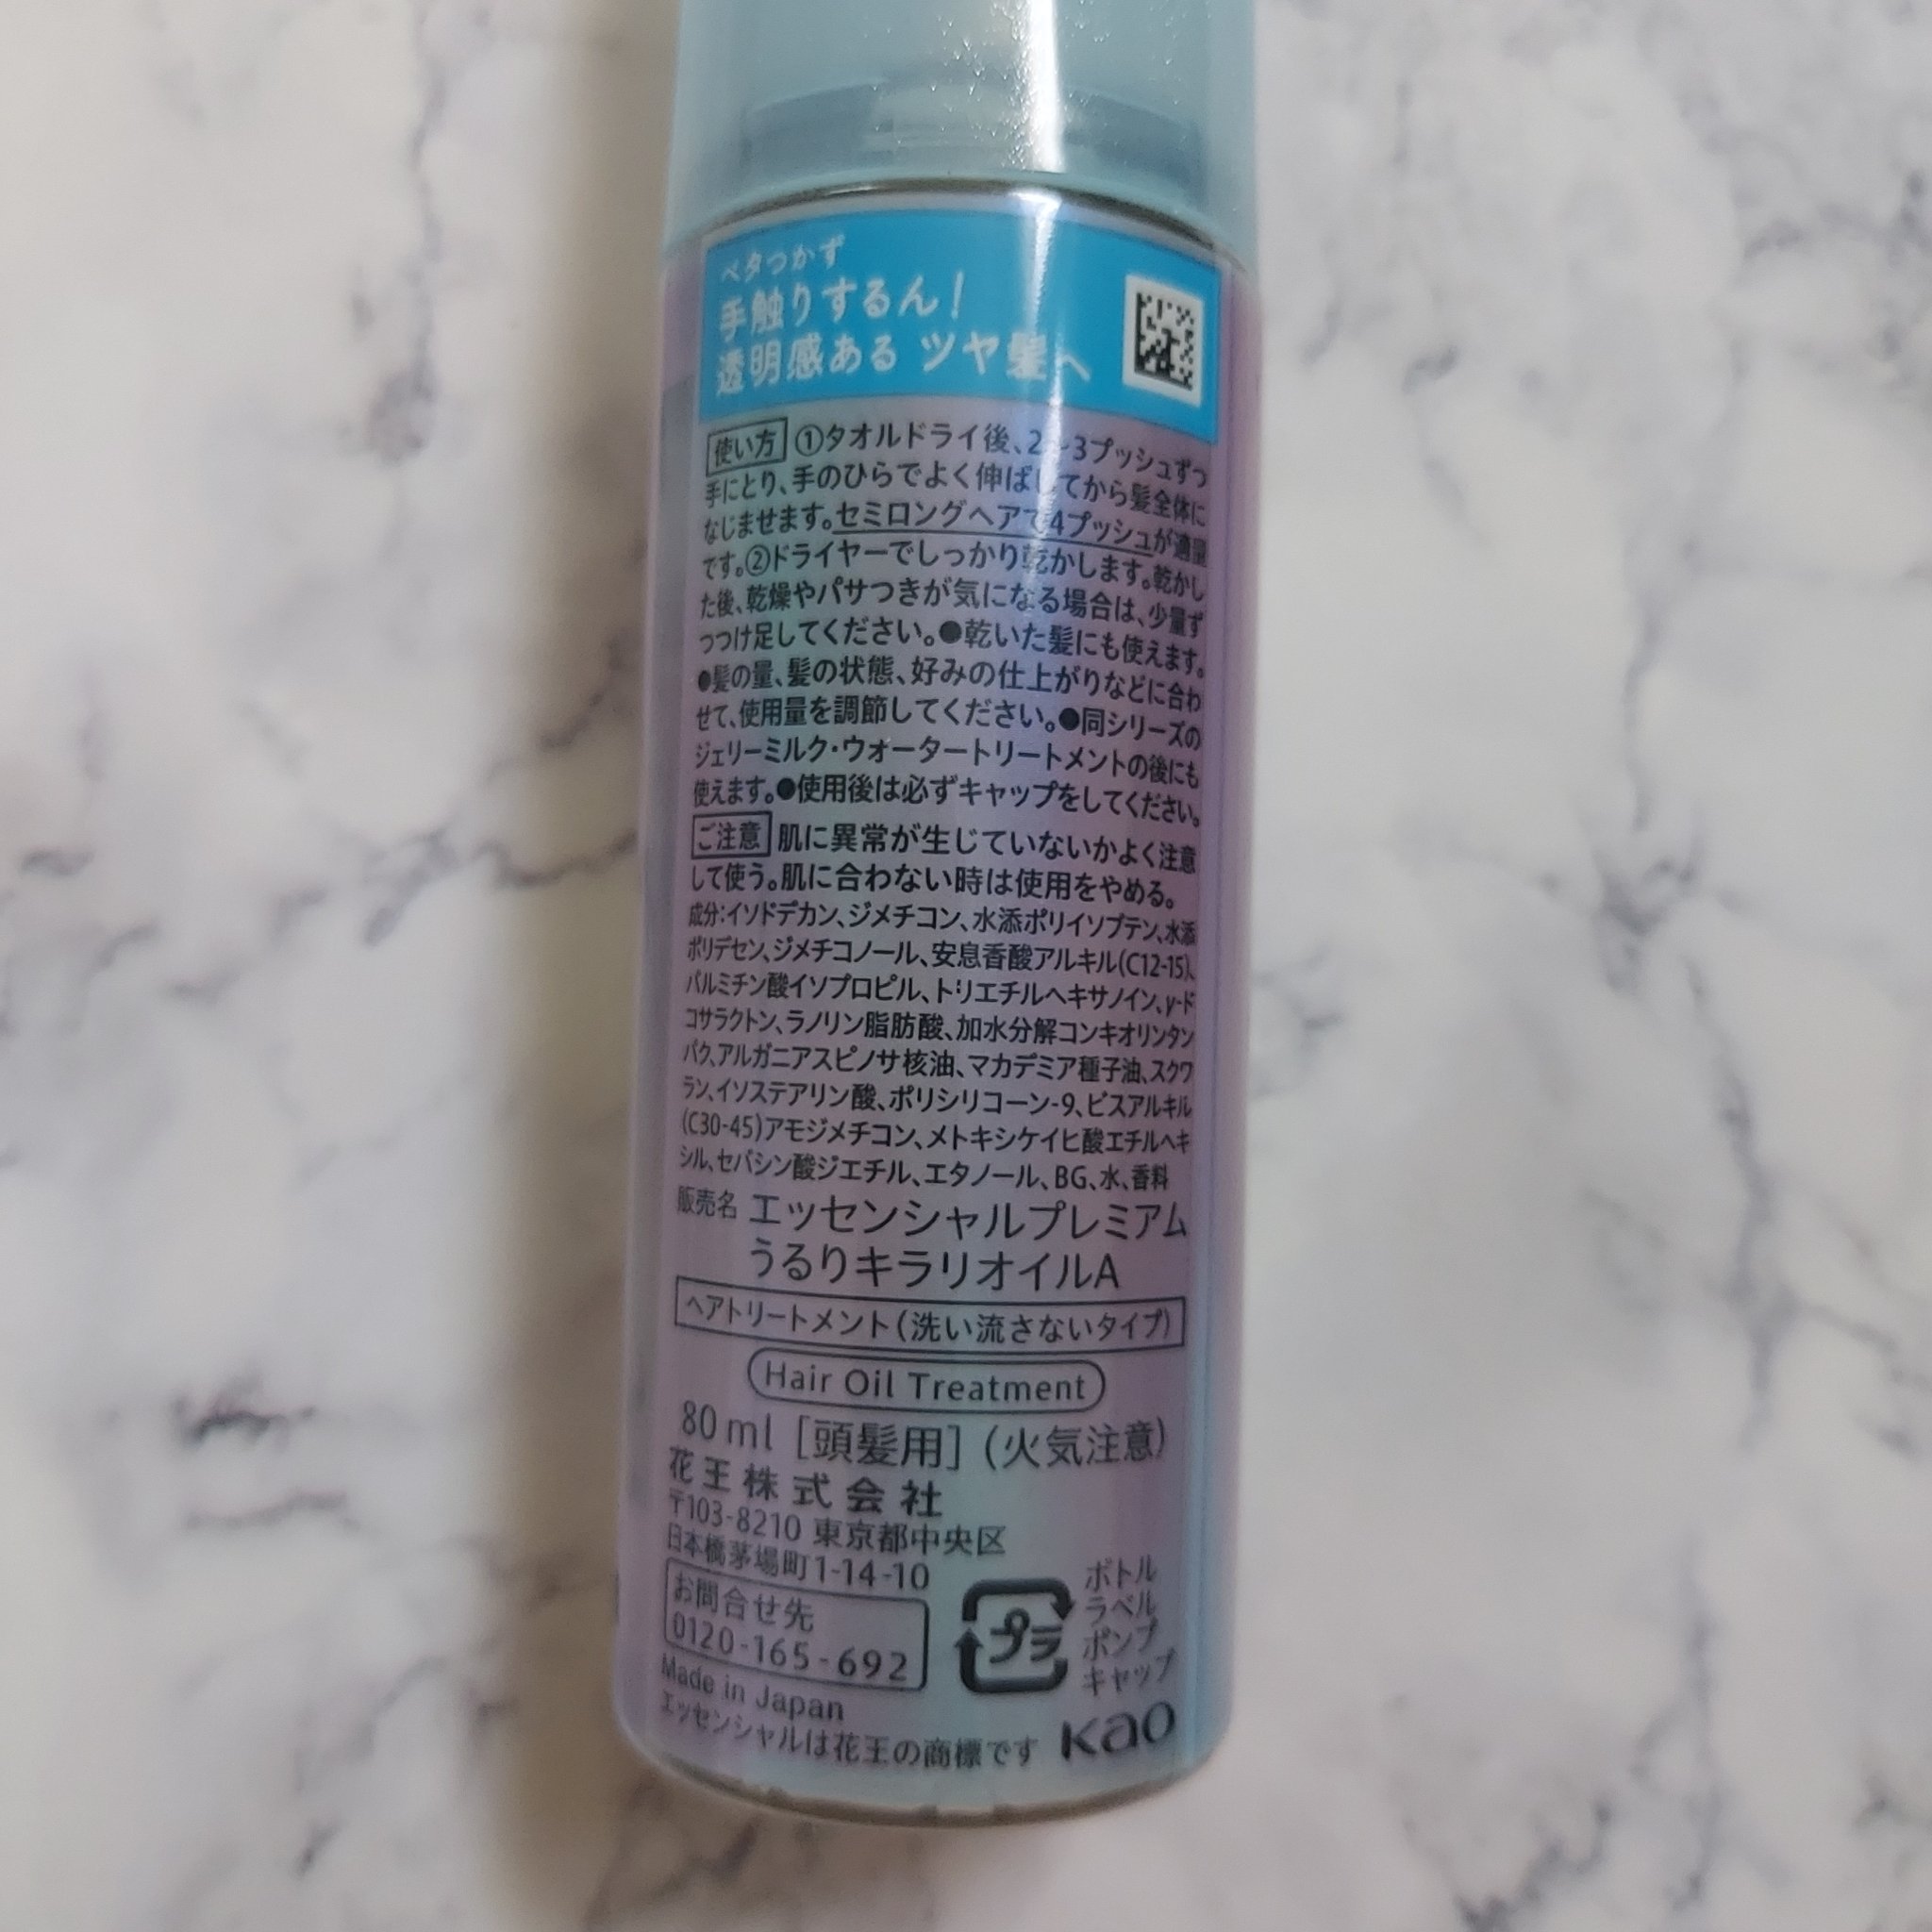 ベタつかず
手触りするん!
透明感ある ツヤ髪へ
使い方 ①タオルドライ後、2~3プッシュずつ
手にとり、手のひらでよく伸ばしてから髪全体に
なじませます。セミロングヘアで4プッシュが適量
です。②ドライヤーでしっかり乾かします。乾かし
た後、乾燥やパサつきが気になる場合は、少量ず
つつけ足してください。●乾いた髪にも使えます。
●髪の量、髪の状態、好みの仕上がりなどに合わ
せて、使用量を調節してください。●同シリーズの
ジェリーミルク・ウォータートリートメントの後にも
使えます。●使用後は必ずキャップをしてください。
ご注意 肌に異常が生じていないかよく注意
して使う。肌に合わない時は使用をやめる。
成分:イソドデカン、ジメチコン、水添ポリイソブテン、水添
ポリデセン、ジメチコノール、安息香酸アルキル(C12-15)、
パルミチン酸イソプロピル、トリエチルヘキサノイン、γ-ド
コサラクトン、ラノリン脂肪酸、加水分解コンキオリンタン
パク、アルガニアスピノサ核油、マカデミア種子油、スクワ
ラン、イソステアリン酸、ポリシリコーン-9、ビスアルキル
(C30-45)アモジメチコン、メトキシケイヒ酸エチルヘキ
シル、セバシン酸ジエチル、エタノール、BG、水、香料
販売名 エッセンシャルプレミアム
うるりキラリオイルA
ヘアトリートメント(洗い流さないタイプ)
Hair Oil Treatment
80ml [頭髪用] (火気注意)
花王株式会社
〒103-8210 東京都中央区
日本橋茅場町1-14-10
お問合せ先
0120-165-692
プラ
ボトル
ラベル
ポンプ
キャップ
Made in Japan
エッセンシャルは花王の商標です
Kao